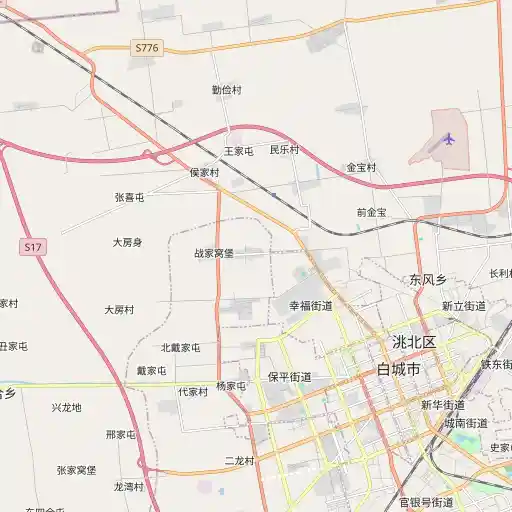 S776
勤俭村
王家屯
民乐村
金宝村
侯家村
张喜屯
前金宝
大房身
S17
战家窝堡
长利村
东风乡
家村
大房村
幸福街道
新立街道
洮北区
丑家屯
北戴家屯
白城市
铁东街
戴家屯
保平街道
代家村
杨家屯
合乡
兴龙地
新华街道
城南街道
邢家屯
史家
二龙村
张家窝堡
龙湾村
官银号街道